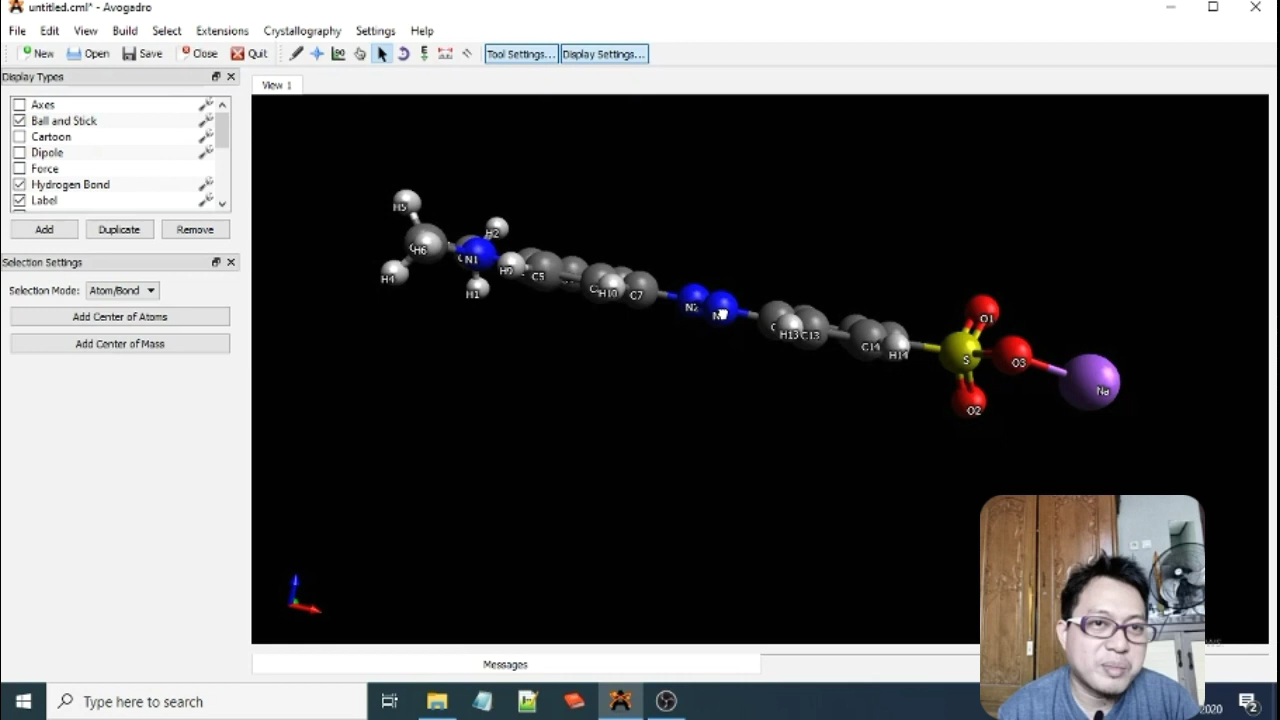 untitled.cml* - Avogadro
File Edit View Build Select Extensions Crystallography Settings Help
New Open Save Close Quit Tool Settings... Display Settings...
Display Types
View 1
Axes
Ball and Stick
Cartoon
Dipole
Force
Hydrogen Bond
Label
Add Duplicate Remove
Selection Settings
Selection Mode: Atom/Bond
Add Center of Atoms
Add Center of Mass
H5
H2
H6
N1
H4
H9
C5
H1
H10
C7
N2
H13
C13
C14
H14
O1
S
O3
Na
O2
Messages
Type here to search
2020
2